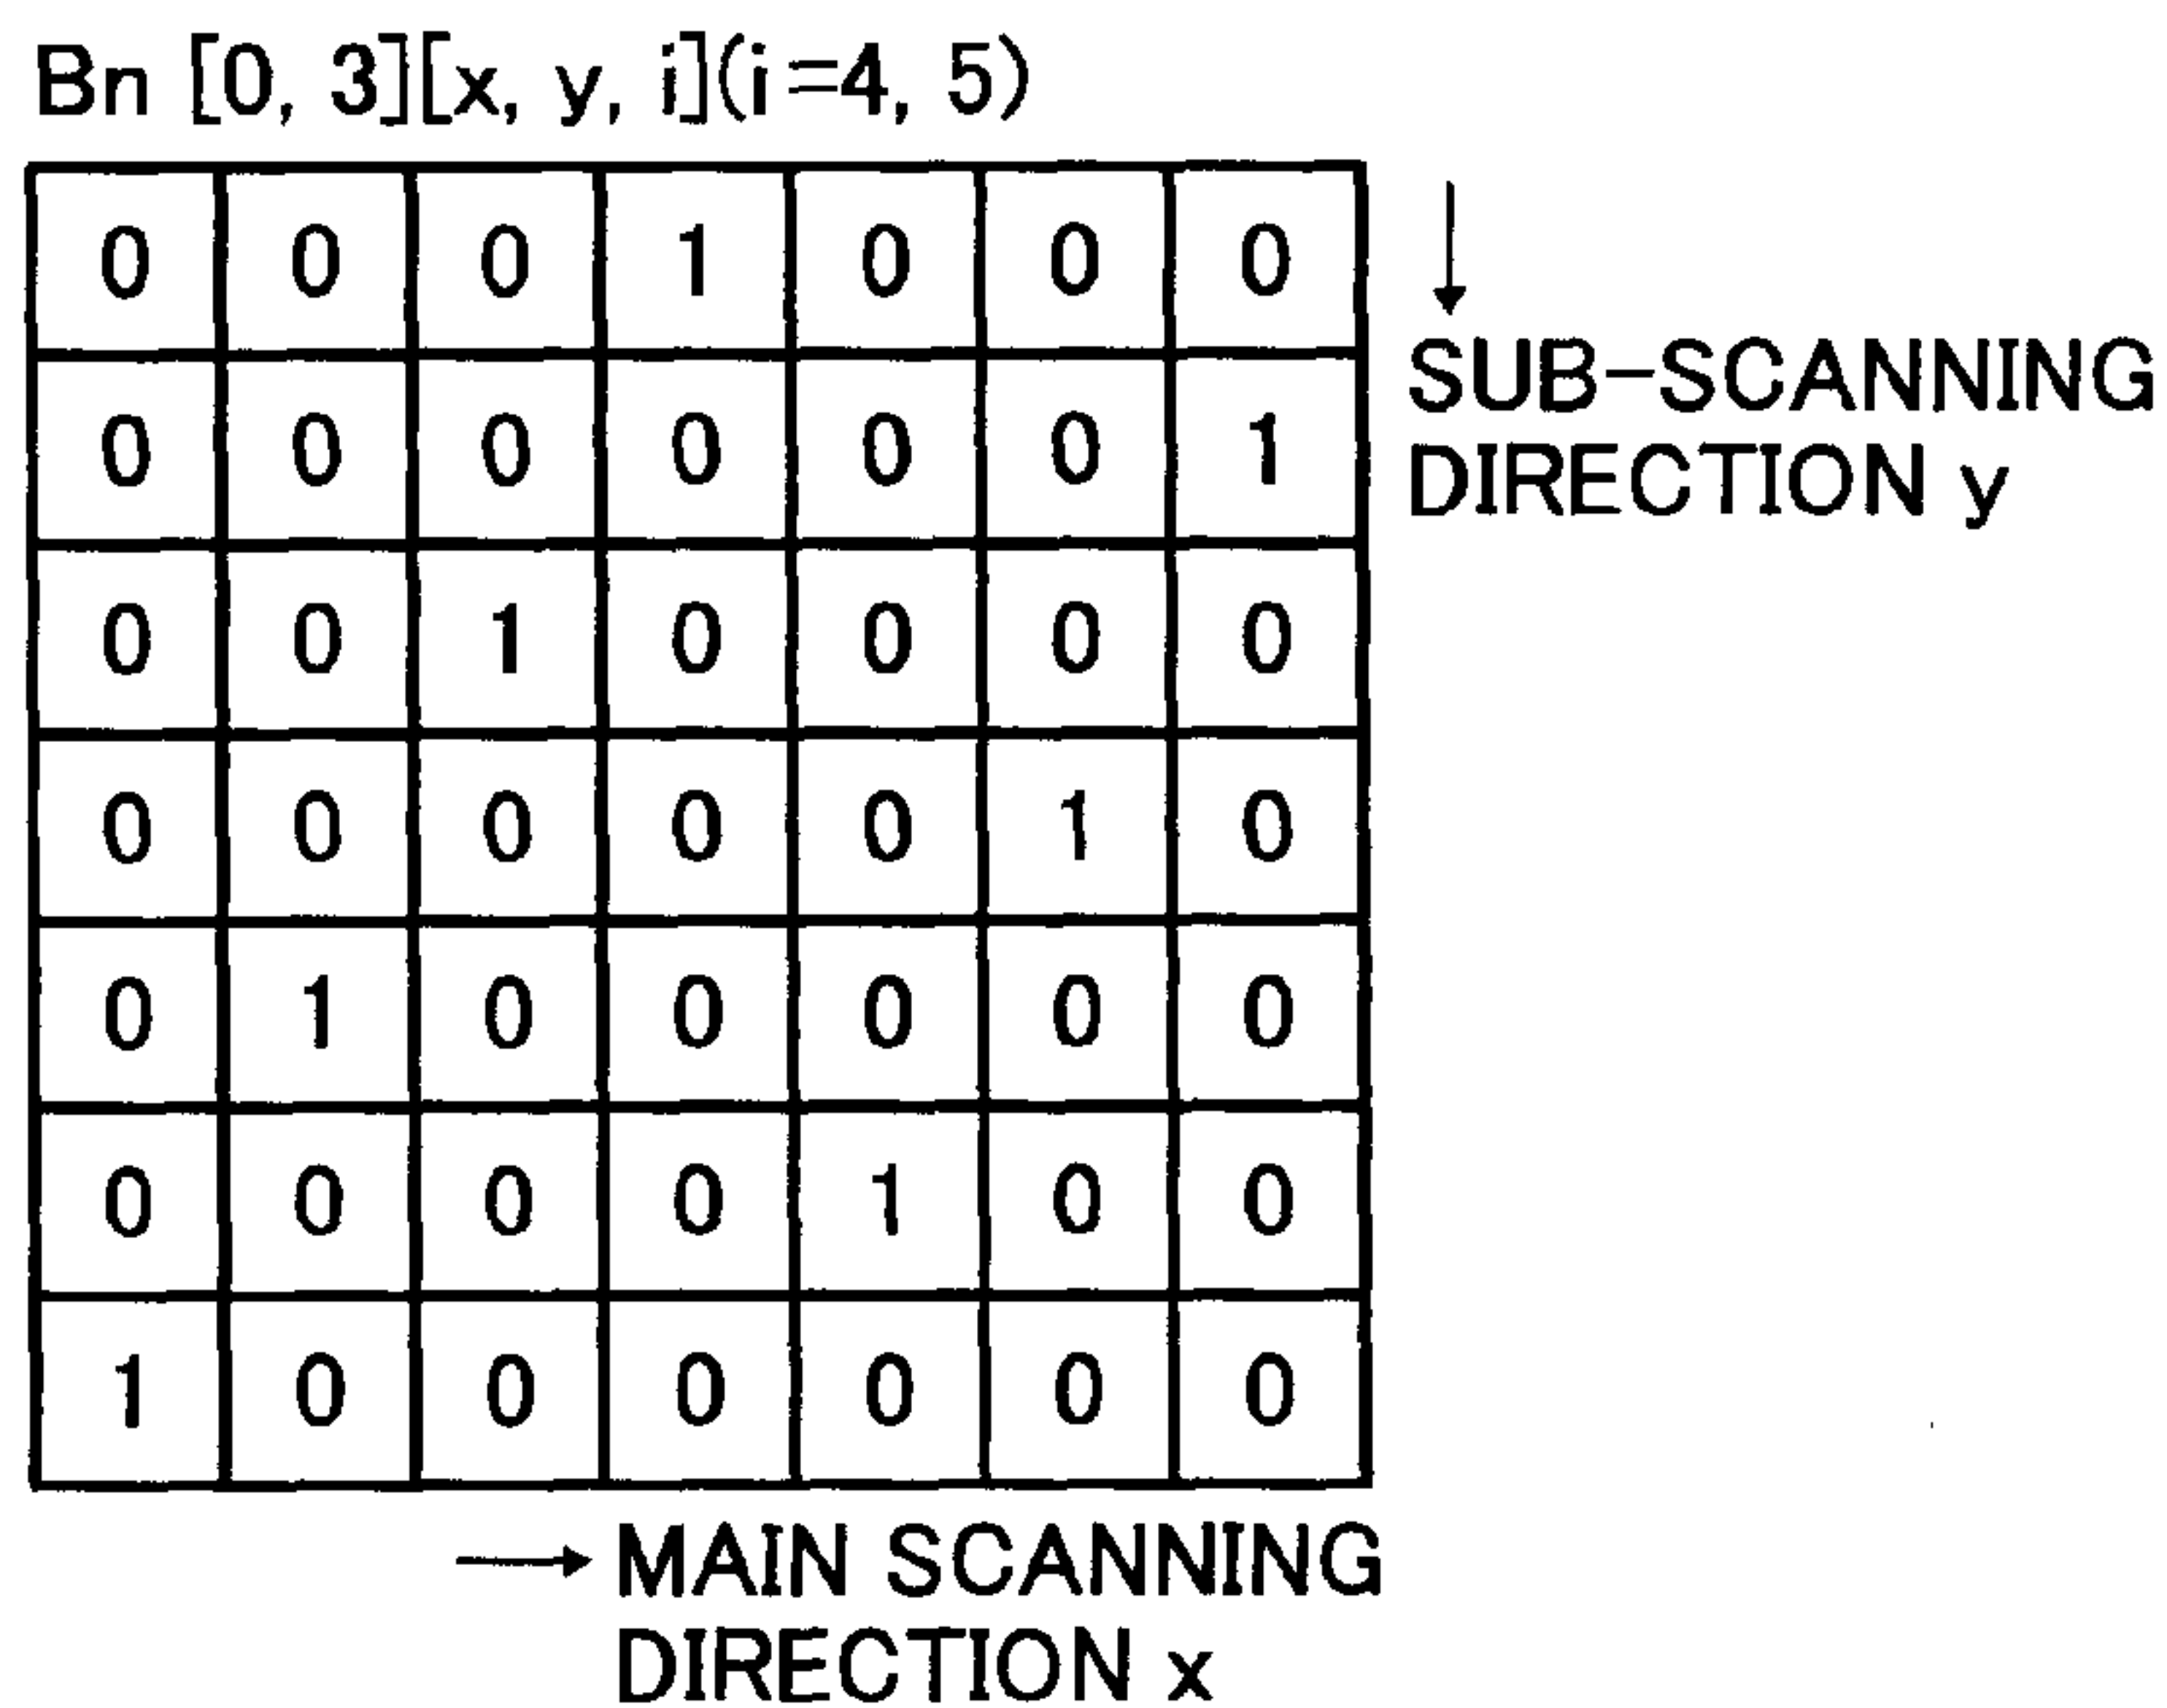 Bn [0, 3][x, y, i](i=4, 5)
0 0 0 1 0 0 0
0 0 0 0 0 0 1
0 0 1 0 0 0 0
0 0 0 0 0 1 0
0 1 0 0 0 0 0
0 0 0 0 1 0 0
1 0 0 0 0 0 0
SUB-SCANNING
DIRECTION y
MAIN SCANNING
DIRECTION x